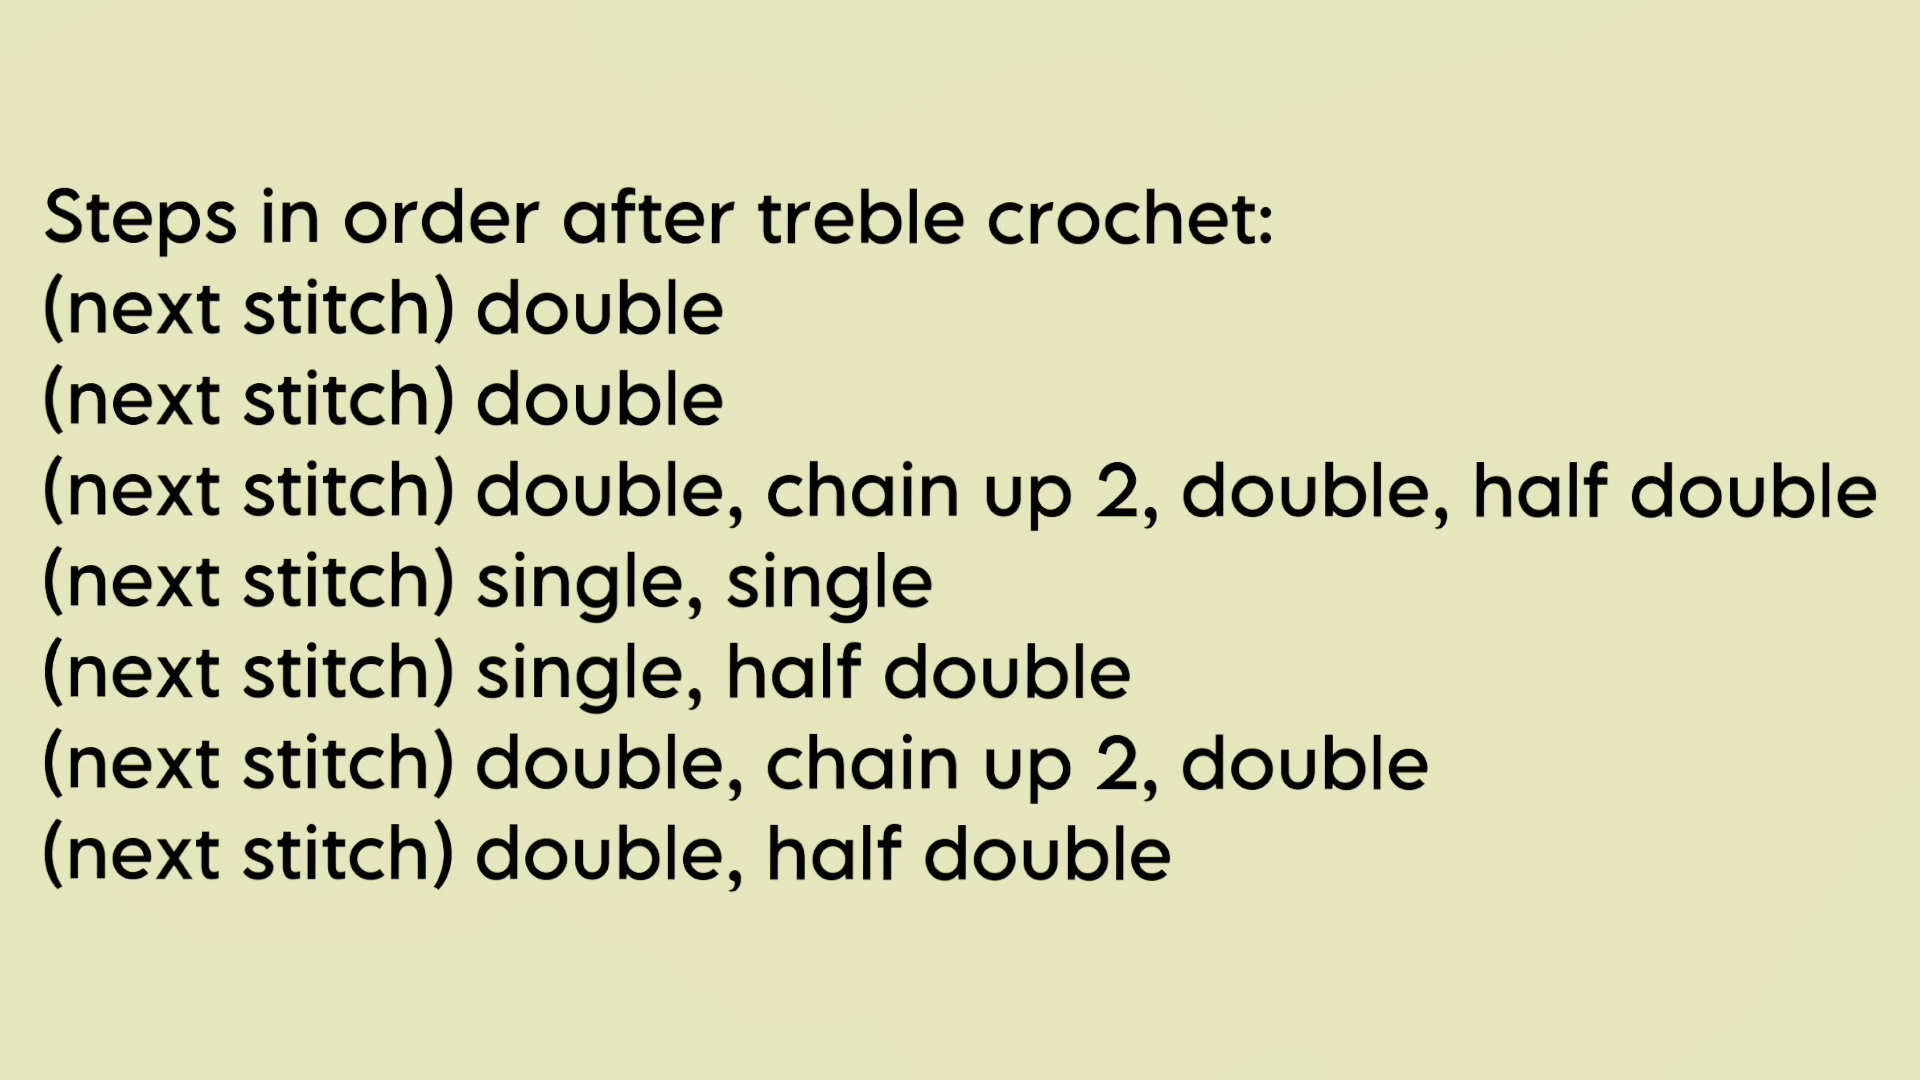 Steps in order after treble crochet:
(next stitch) double
(next stitch) double
(next stitch) double, chain up 2, double, half double
(next stitch) single, single
(next stitch) single, half double
(next stitch) double, chain up 2, double
(next stitch) double, half double